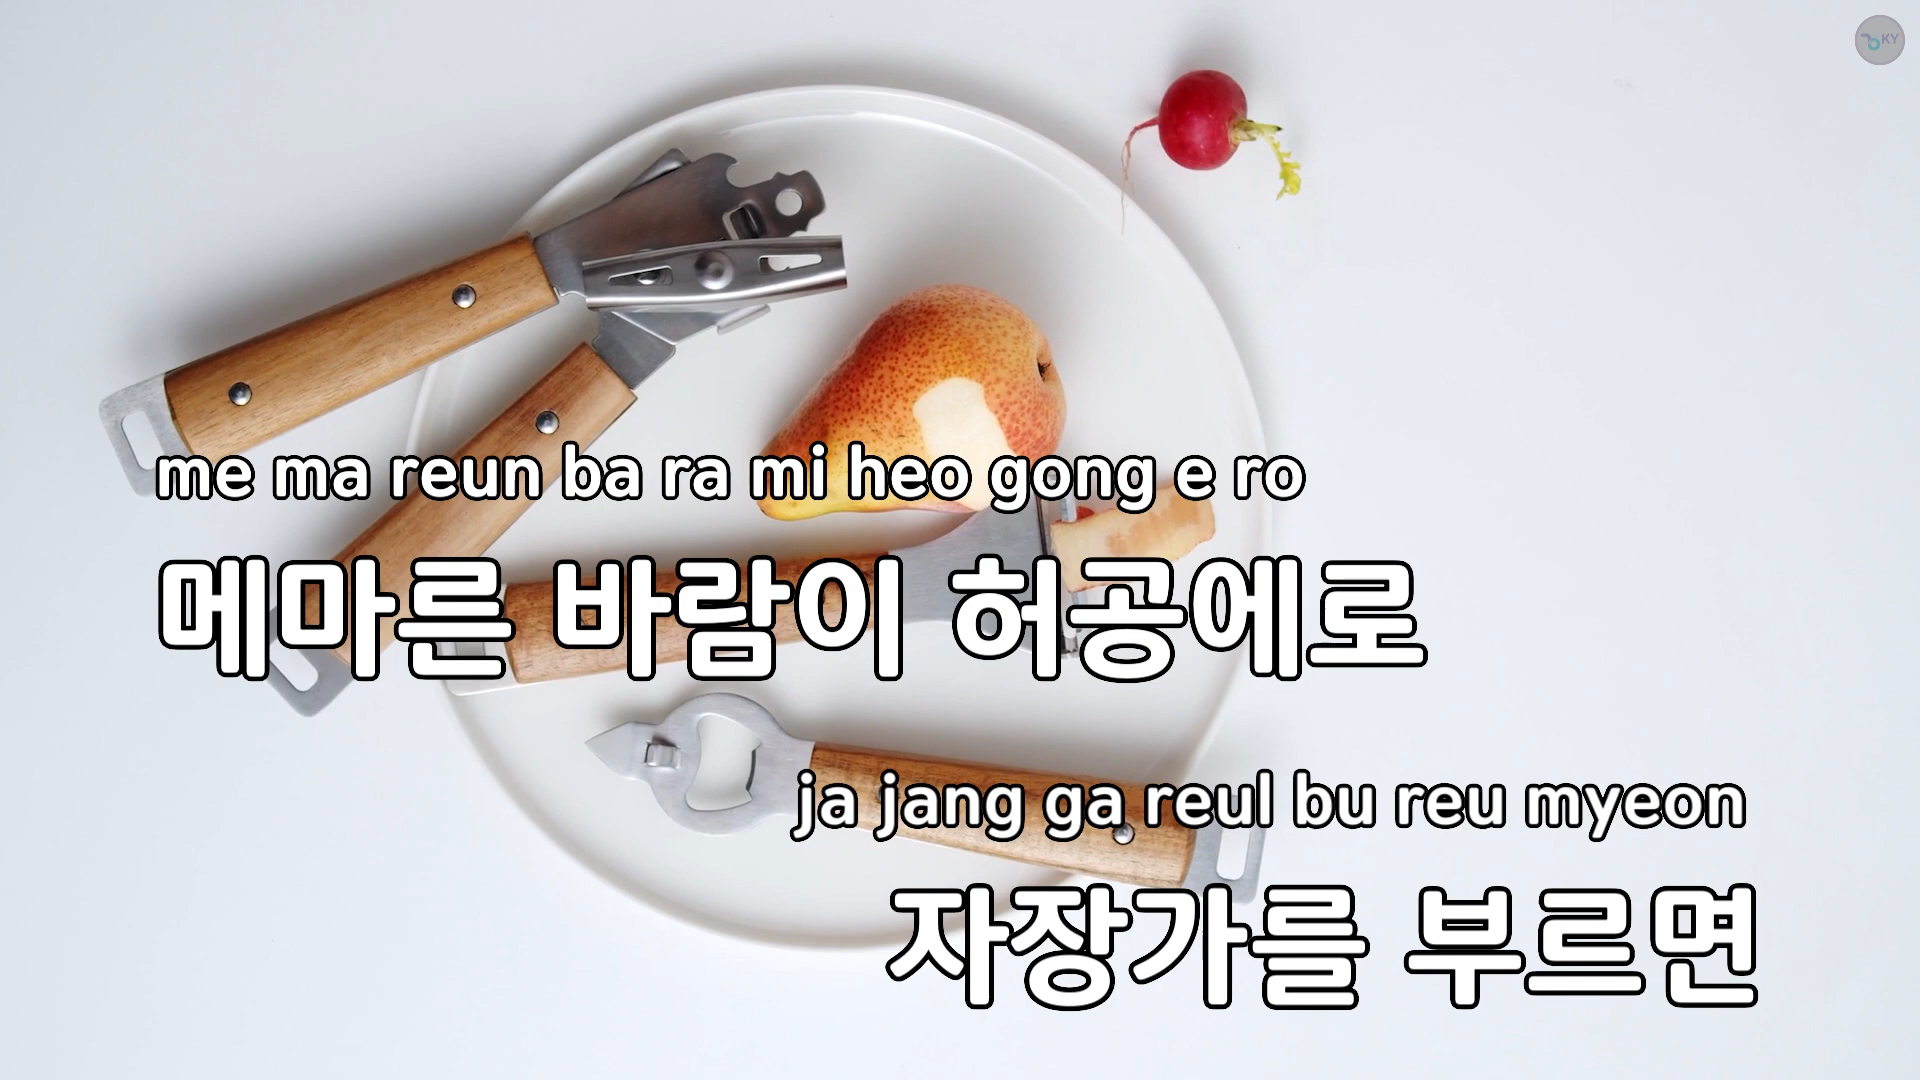 KY
me ma reun ba ra mi heo gong e ro
메마른 바람이 허공에로
ja jang ga reul bu reu myeon
자장가를 부르면